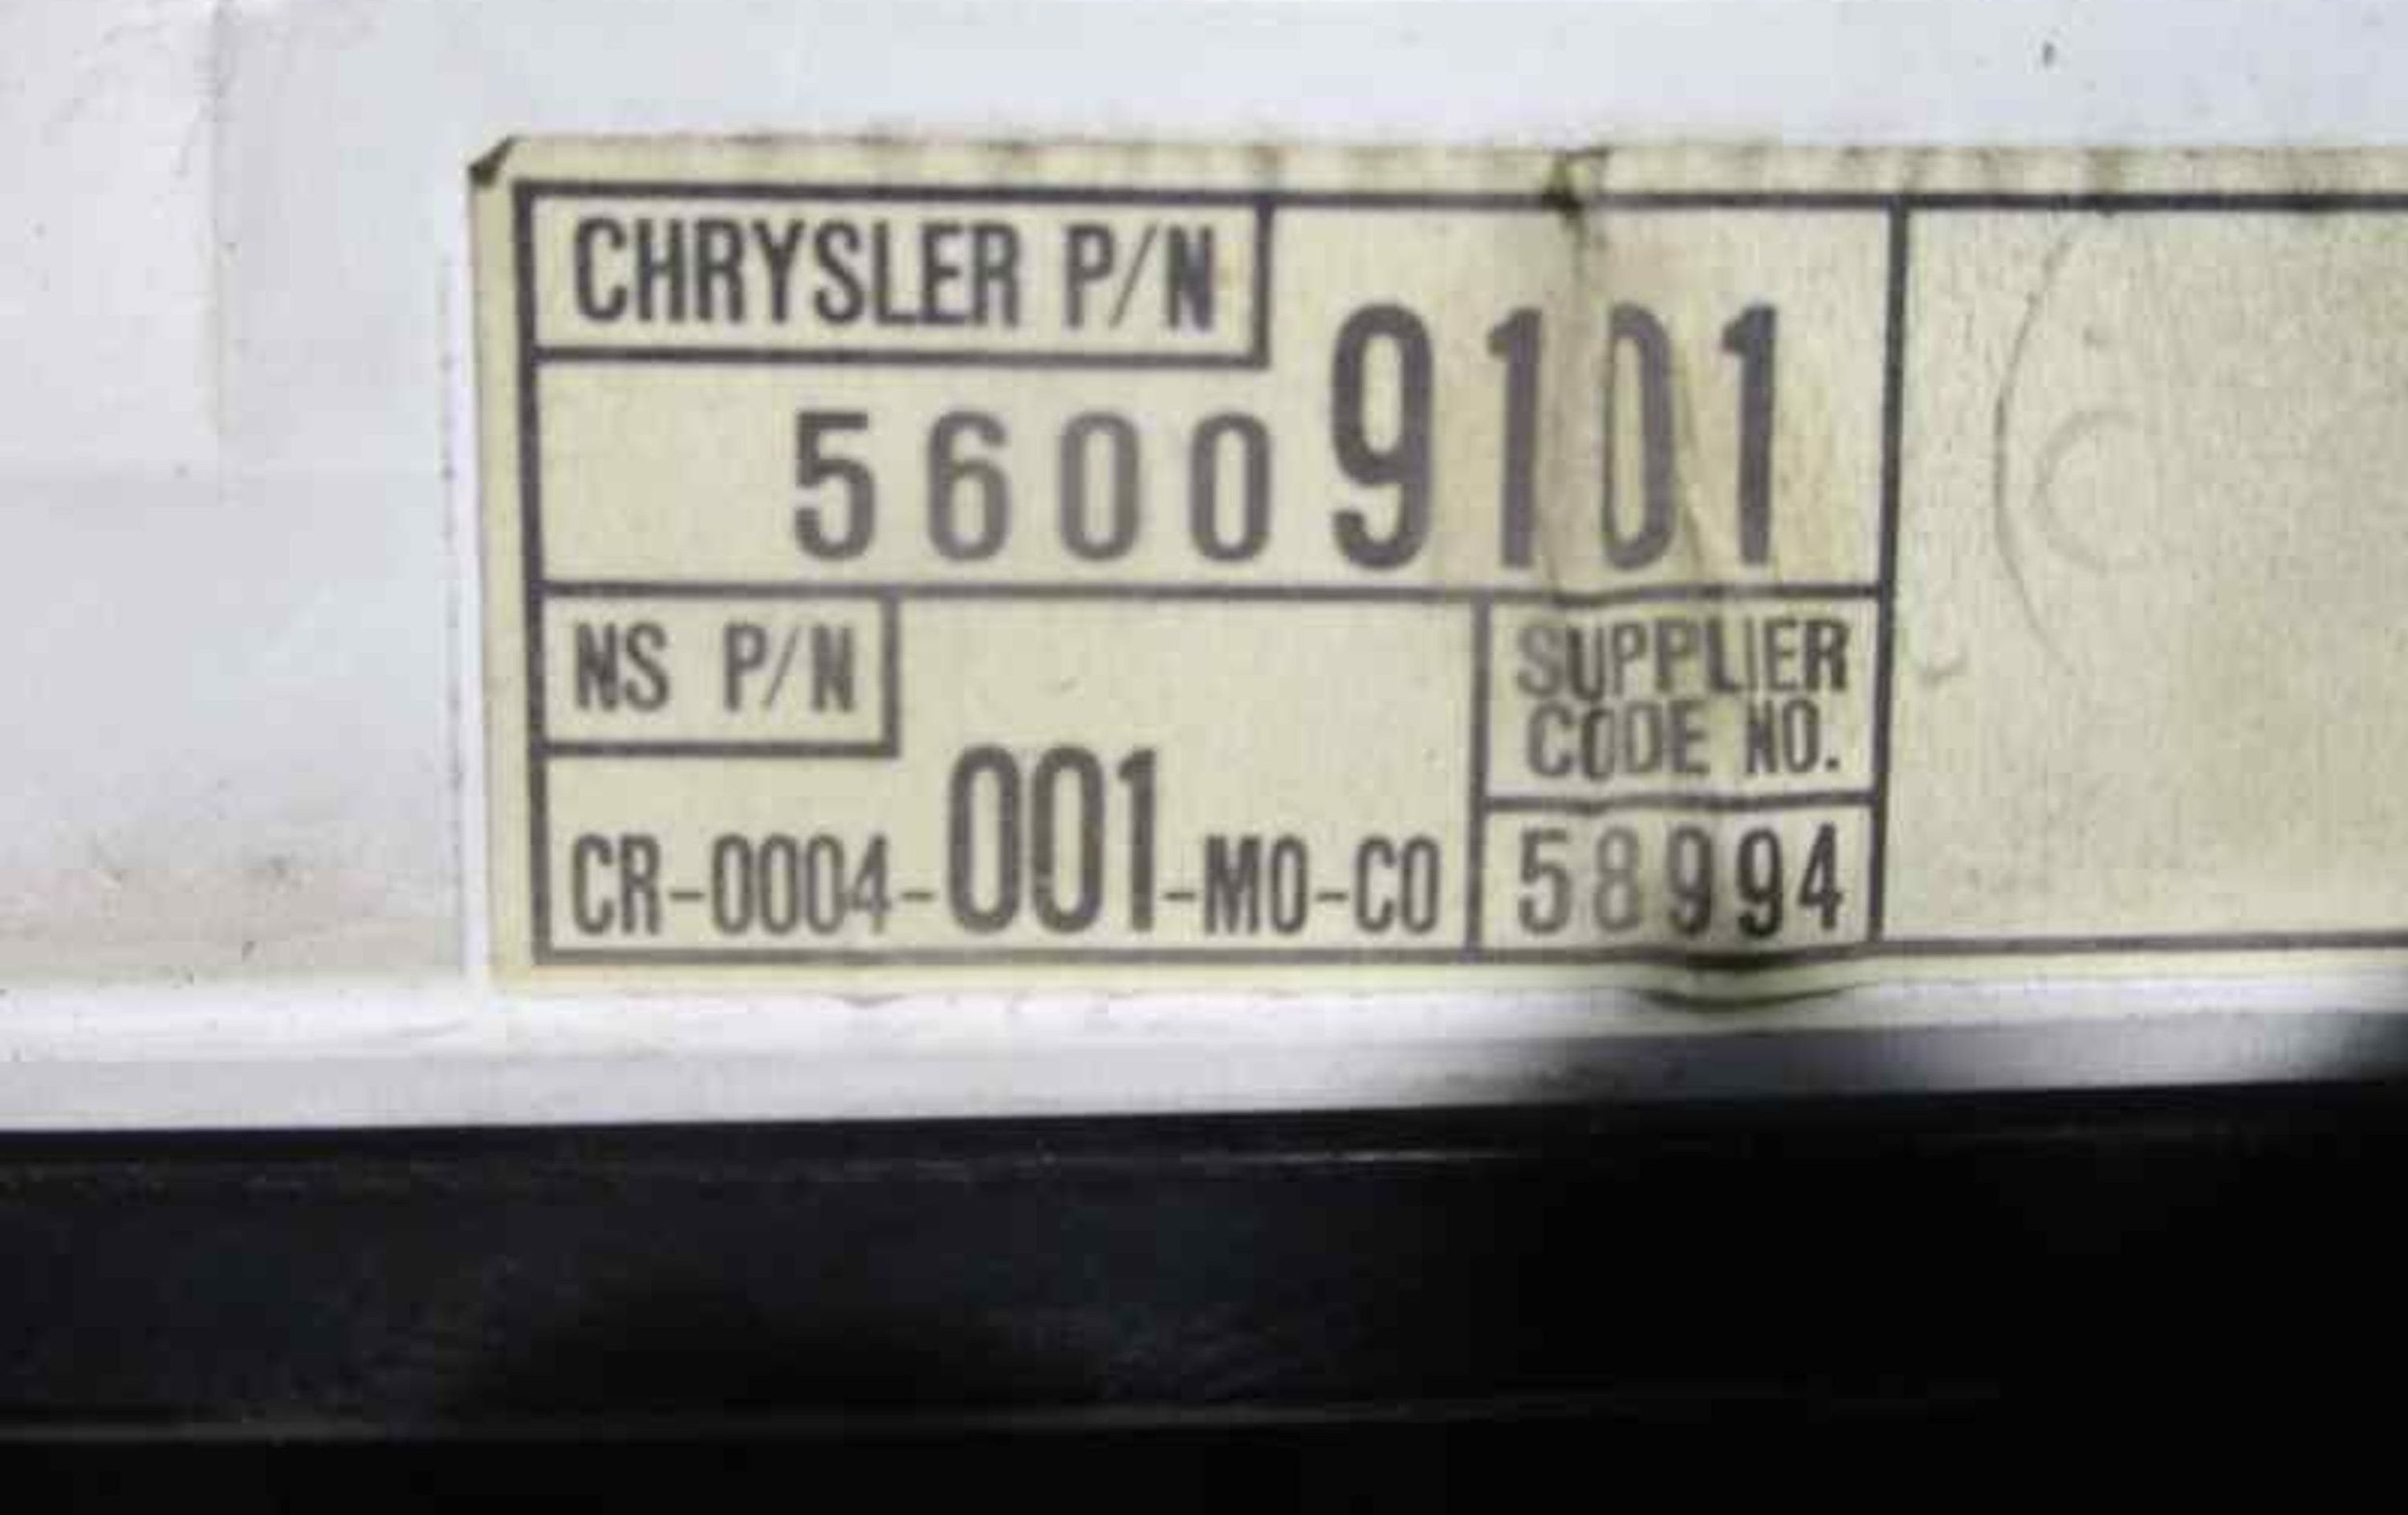 CHRYSLER P/N
56009101
NS P/N
CR-0004-001-MO-CO
SUPPLIER
CODE NO.
58994